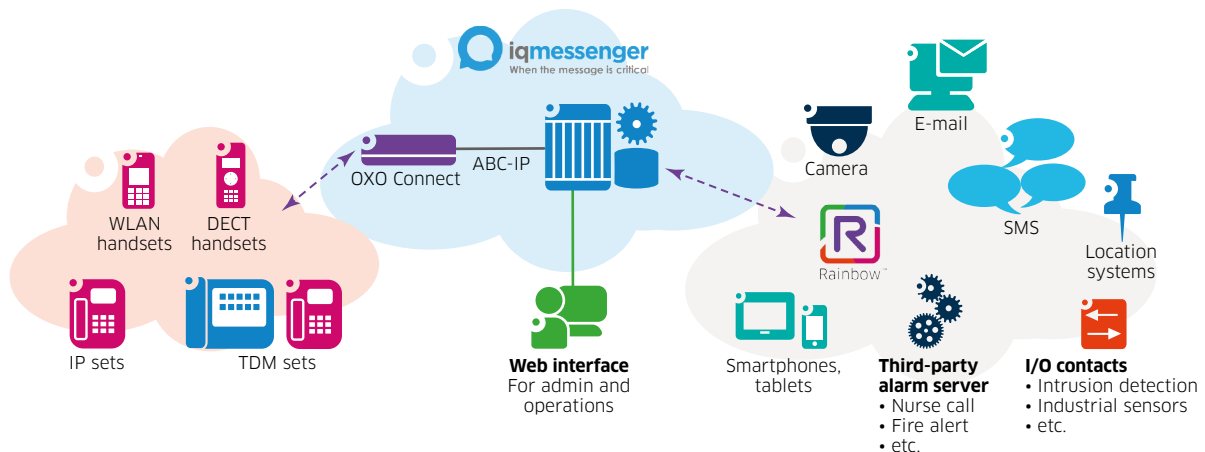 iqmessenger
When the message is critical
OXO Connect
ABC-IP
WLAN
handsets
DECT
handsets
IP sets
TDM sets
Web interface
For admin and
operations
Camera
E-mail
SMS
Location
systems
Rainbow™
Smartphones,
tablets
Third-party
alarm server
• Nurse call
• Fire alert
• etc.
I/O contacts
• Intrusion detection
• Industrial sensors
• etc.